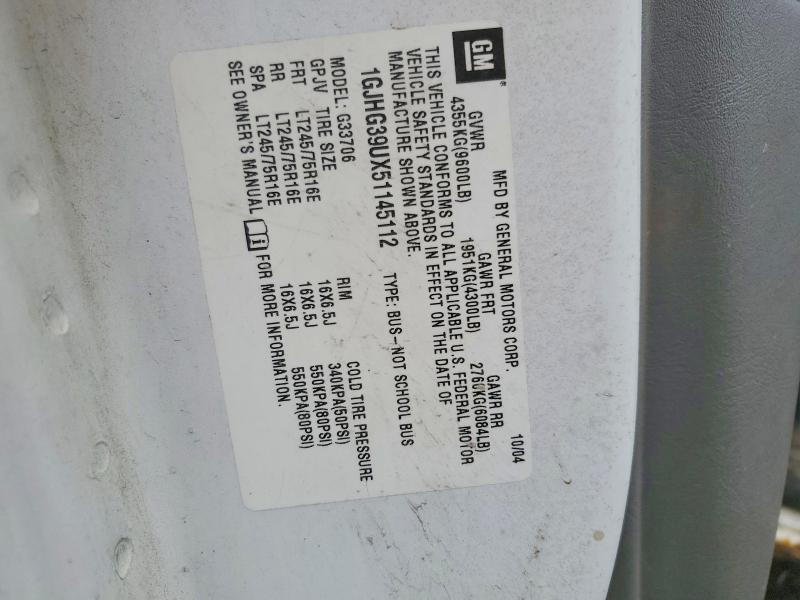 GM
MFD BY GENERAL MOTORS CORP. 10/04
GVWR GAWR FRT GAWR RR
4355KG(9600LB) 1951KG(4300LB) 2760KG(6084LB)
THIS VEHICLE CONFORMS TO ALL APPLICABLE U.S. FEDERAL MOTOR
VEHICLE SAFETY STANDARDS IN EFFECT ON THE DATE OF
MANUFACTURE SHOWN ABOVE.
1GJHG39UX51145112 TYPE: BUS-NOT SCHOOL BUS
MODEL: G33706
GPJV TIRE SIZE RIM COLD TIRE PRESSURE
FRT LT245/75R16E 16X6.5J 340KPA(50PSI)
RR LT245/75R16E 16X6.5J 550KPA(80PSI)
SPA LT245/75R16E 16X6.5J 550KPA(80PSI)
SEE OWNER'S MANUAL i FOR MORE INFORMATION.